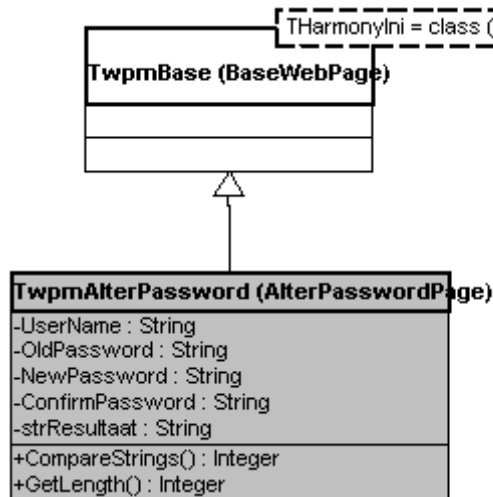 THarmonyIni = class (
TwpmBase (BaseWebPage)
TwpmAlterPassword (AlterPasswordPage)
-UserName : String
-OldPassword : String
-NewPassword : String
-ConfirmPassword : String
-strResultaat : String
+CompareStrings() : Integer
+GetLength() : Integer